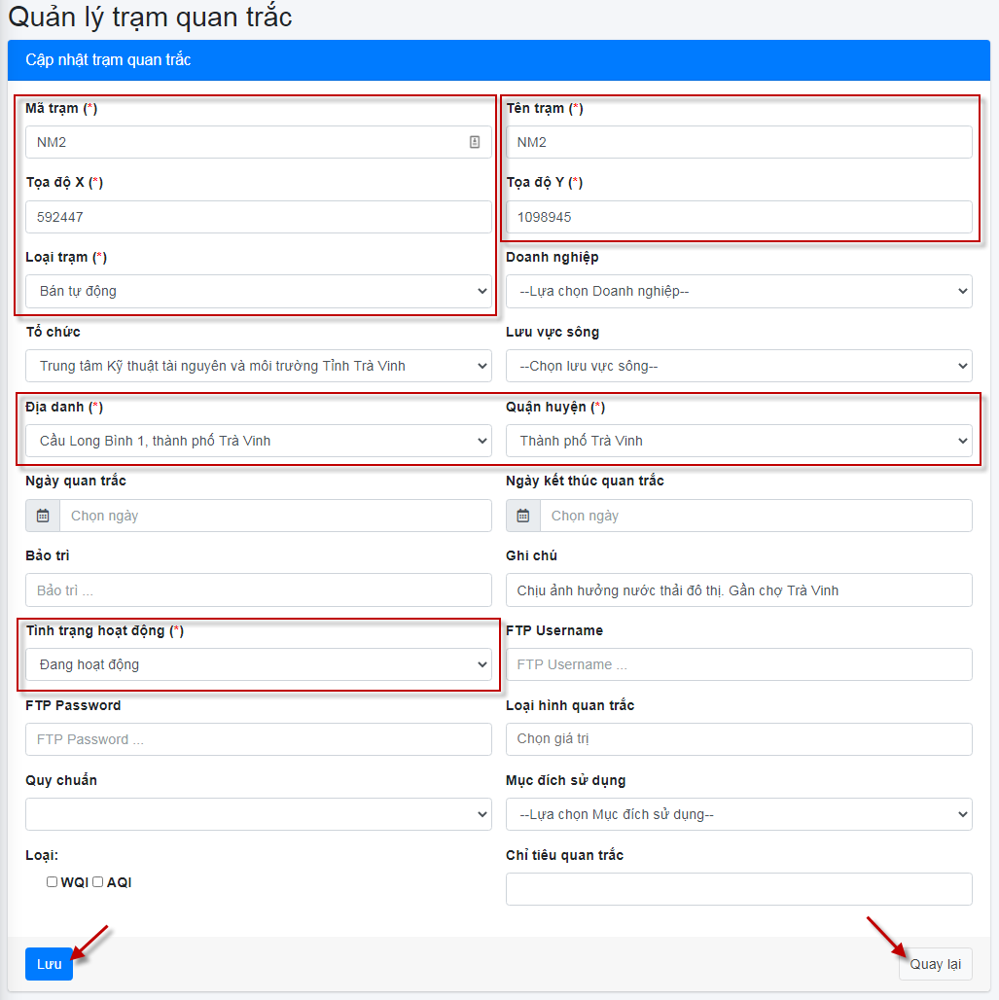 Quản lý trạm quan trắc
Cập nhật trạm quan trắc
Mã trạm (*)
Tên trạm (*)
NM2
NM2
Tọa độ X (*)
Tọa độ Y (*)
592447
1098945
Loại trạm (*)
Doanh nghiệp
Bán tự động
--Lựa chọn Doanh nghiệp--
Tổ chức
Lưu vực sông
Trung tâm Kỹ thuật tài nguyên và môi trường Tỉnh Trà Vinh
--Chọn lưu vực sông--
Địa danh (*)
Quận huyện (*)
Cầu Long Bình 1, thành phố Trà Vinh
Thành phố Trà Vinh
Ngày quan trắc
Ngày kết thúc quan trắc
Chọn ngày
Chọn ngày
Bảo trì
Ghi chú
Bảo trì ...
Chịu ảnh hưởng nước thải đô thị. Gần chợ Trà Vinh
Tình trạng hoạt động (*)
FTP Username
Đang hoạt động
FTP Username ...
FTP Password
Loại hình quan trắc
FTP Password ...
Chọn giá trị
Quy chuẩn
Mục đích sử dụng
--Lựa chọn Mục đích sử dụng--
Loại:
Chỉ tiêu quan trắc
WQI AQI
Lưu
Quay lại